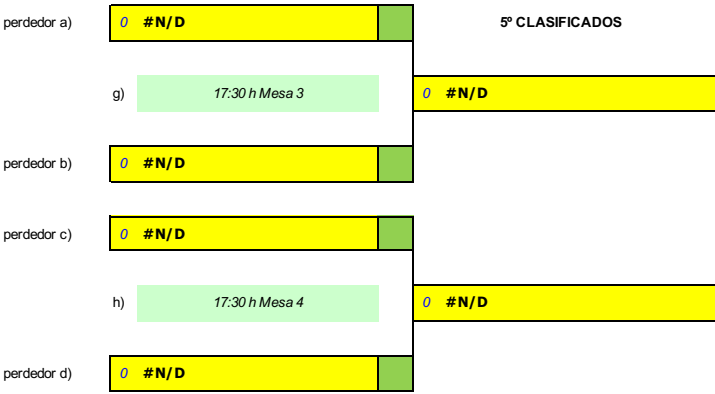 perdedor a) 0 #N/D 5º CLASIFICADOS
g) 17:30 h Mesa 3 0 #N/D
perdedor b) 0 #N/D
perdedor c) 0 #N/D
h) 17:30 h Mesa 4 0 #N/D
perdedor d) 0 #N/D